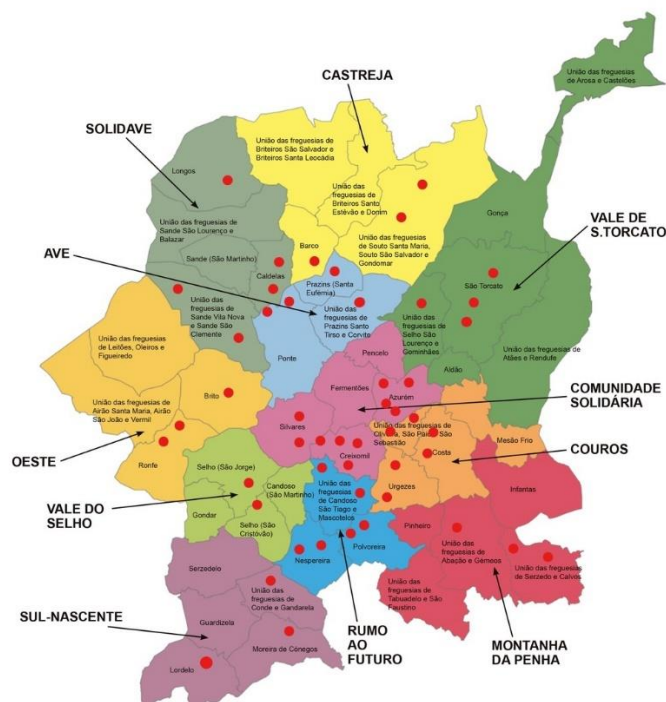 CASTREJA
União das freguesias
de Arosa e Castelões
SOLIDAVE
União das
freguesias de
Briteiros São Salvador e
Briteiros Santa Leocádia
Longos
União das
freguesias
de Briteiros Santo
Estêvão e Donim
Gonça
União das freguesias de
Sande São Lourenço e
Balazar
VALE DE
S.TORCATO
AVE
Barco
União das freguesias
de Souto Santa Maria,
Souto São Salvador e
Gondomar
Sande (São Martinho)
Caldelas
Prazins (Santa
Eufémia)
São Torcato
União das
freguesias de
Sande Vila Nova
e Sande São
Clemente
União das
freguesias
de Prazins Santo
Tirso e Corvite
União das
freguesias de
Selho São
Lourenço e
Gominhães
União das freguesias de
Atães e Rendufe
União das freguesias
de Leitões, Oleiros e
Figueiredo
Ponte
Pencelo
Aldão
Fermentões
Azurém
COMUNIDADE
SOLIDÁRIA
União das freguesias de
Airão Santa Maria, Airão
São João e Vermil
Brito
Silvares
União das freguesias de
Oliveira, São Paio e São
Sebastião
Mesão Frio
Creixomil
Costa
COUROS
OESTE
Ronfe
Selho (São Jorge)
Candoso
(São Martinho)
União das
freguesias
de Candoso
São Tiago e
Mascotelos
Urgezes
Infantas
VALE DO
SELHO
Gondar
Selho (São
Cristóvão)
Pinheiro
União das
freguesias de
Abação e Gémeos
Nespereira
Polvoreira
Serzedelo
União das freguesias
de Serzedo e Calvos
União das
freguesias de
Conde e Gandarela
União das
freguesias de
Tabuadelo e São
Faustino
SUL-NASCENTE
Guardizela
RUMO
AO
FUTURO
MONTANHA
DA PENHA
Moreira de Cónegos
Lordelo